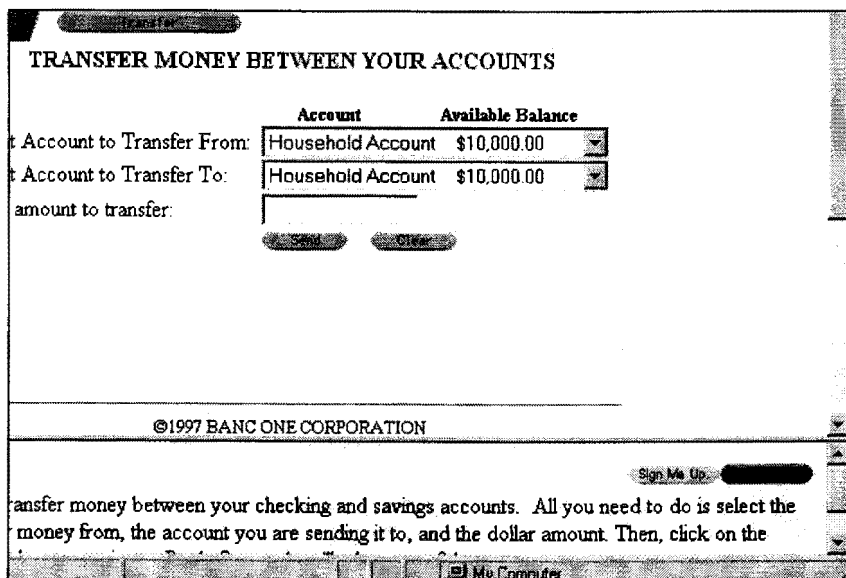 Transfer
TRANSFER MONEY BETWEEN YOUR ACCOUNTS
Account Available Balance
t Account to Transfer From: Household Account $10,000.00
t Account to Transfer To: Household Account $10,000.00
amount to transfer:
Send Clear
©1997 BANC ONE CORPORATION
Sign Me Up
ransfer money between your checking and savings accounts. All you need to do is select the
money from, the account you are sending it to, and the dollar amount. Then, click on the
My Computer